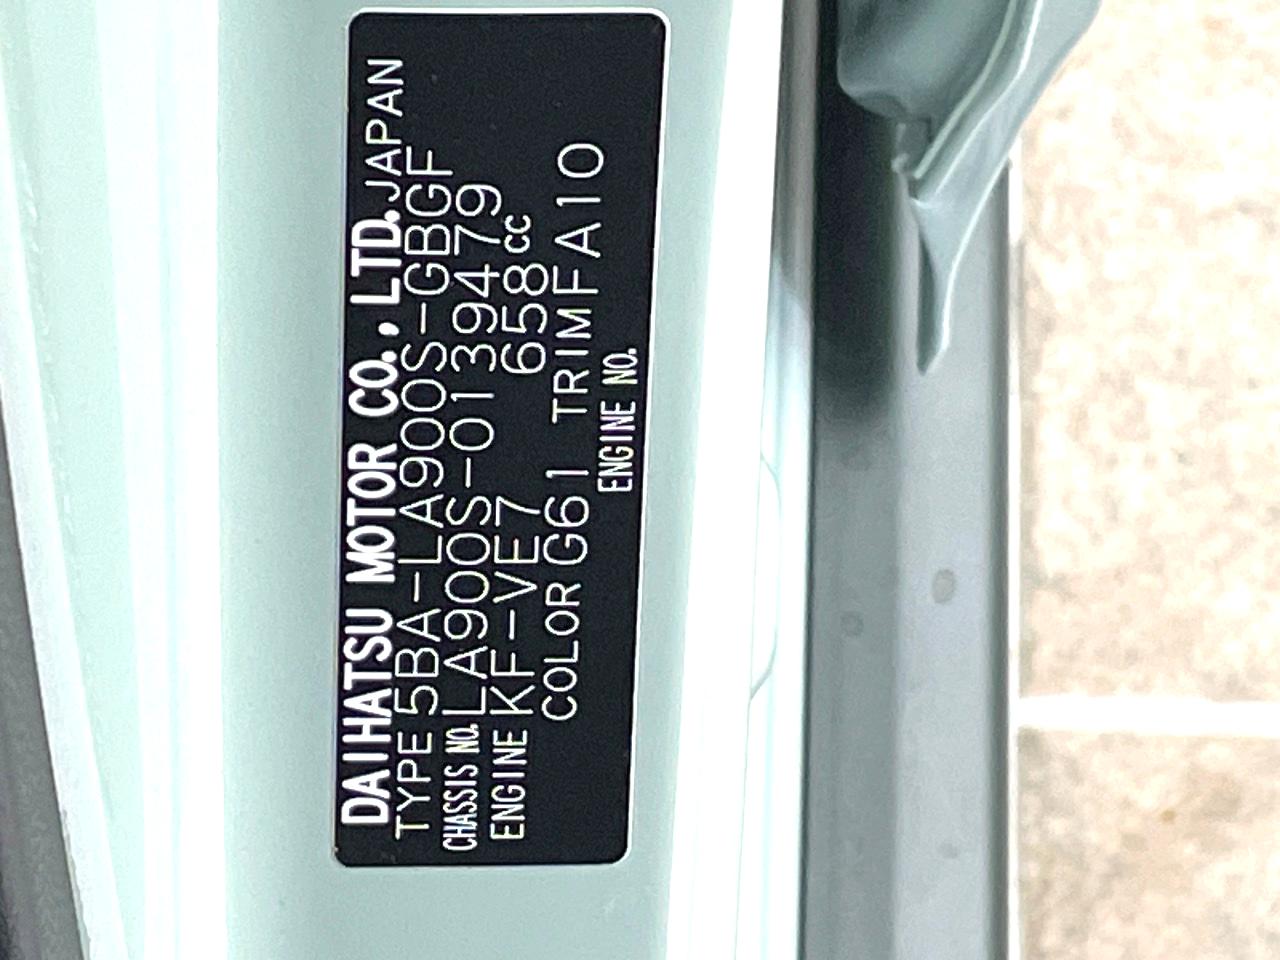 DAIHATSU MOTOR CO., LTD. JAPAN
TYPE 5BA-LA900S-GBGF
CHASSIS NO. LA900S-0139479
ENGINE KF-VE7 658cc
COLOR G61 TRIM FA10
ENGINE NO.